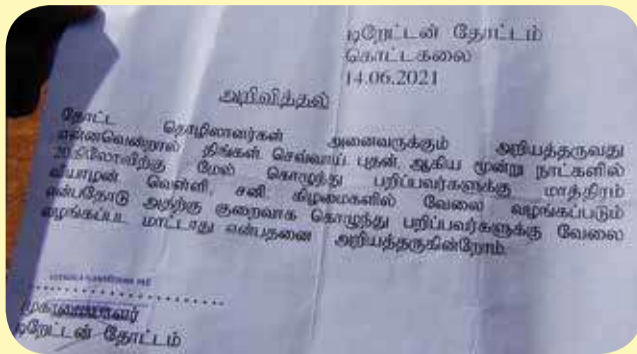 டிறேட்டன் தோட்டம்
கொட்டகலை
14.06.2021
அறிவித்தல்
தோட்ட தொழிலாளர்கள் அனைவருக்கும் அறியத்தருவது
என்னவென்றால் திங்கள் செவ்வாய் புதன் ஆகிய மூன்று நாட்களில்
20கிலோவிற்கு மேல் கொழுந்து பறிப்பவர்களுக்கு மாத்திரம்
வியாழன் வெள்ளி, சனி கிழமைகளில் வேலை வழங்கப்படும்
என்பதோடு அதற்கு குறைவாக கொழுந்து பறிப்பவர்களுக்கு வேலை
வழங்கப்பட மாட்டாது என்பதனை அறியத்தருகின்றோம்.
முகாமையாளர்
டிறேட்டன் தோட்டம்